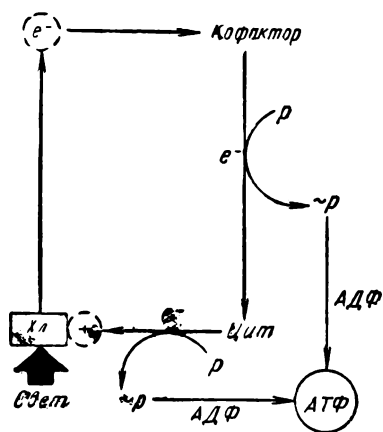 e⁻
Кофактор
р
e⁻
~р
АДФ
Хл
+
e⁻
Цит
р
Свет
~р
АДФ
АТФ